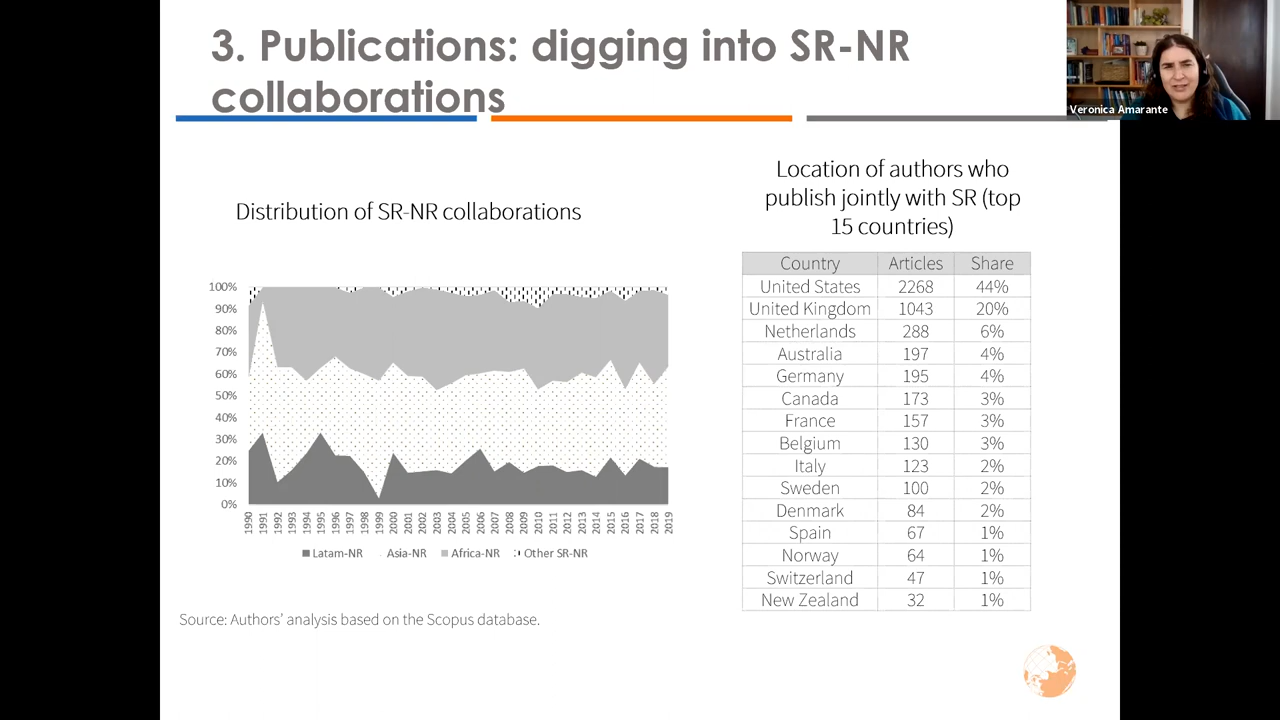 3. Publications: digging into SR-NR
collaborations
Veronica Amarante
Distribution of SR-NR collaborations
100%
90%
80%
70%
60%
50%
40%
30%
20%
10%
0%
1990 1991 1992 1993 1994 1995 1996 1997 1998 1999 2000 2001 2002 2003 2004 2005 2006 2007 2008 2009 2010 2011 2012 2013 2014 2015 2016 2017 2018 2019
Latam-NR Asia-NR Africa-NR Other SR-NR
Source: Authors' analysis based on the Scopus database.
Location of authors who
publish jointly with SR (top
15 countries)
Country Articles Share
United States 2268 44%
United Kingdom 1043 20%
Netherlands 288 6%
Australia 197 4%
Germany 195 4%
Canada 173 3%
France 157 3%
Belgium 130 3%
Italy 123 2%
Sweden 100 2%
Denmark 84 2%
Spain 67 1%
Norway 64 1%
Switzerland 47 1%
New Zealand 32 1%